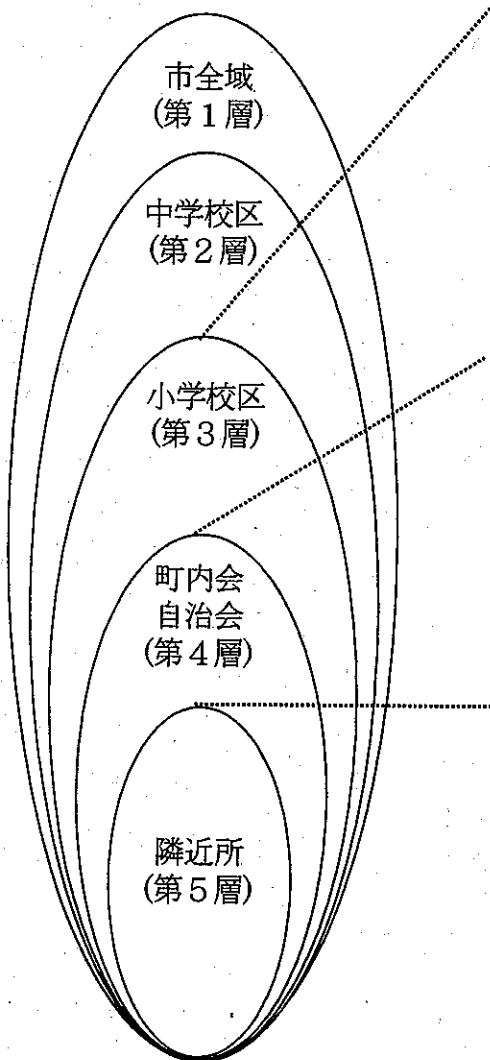 市全域
(第1層)
中学校区
(第2層)
小学校区
(第3層)
町内会
自治会
(第4層)
隣近所
(第5層)